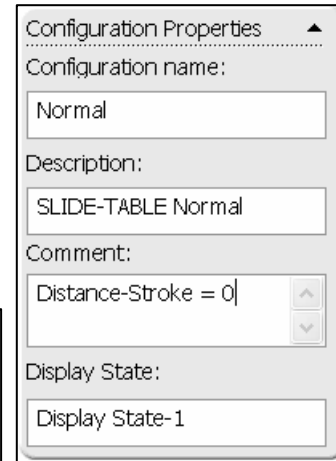 Configuration Properties
Configuration name:
Normal
Description:
SLIDE-TABLE Normal
Comment:
Distance-Stroke = 0
Display State:
Display State-1